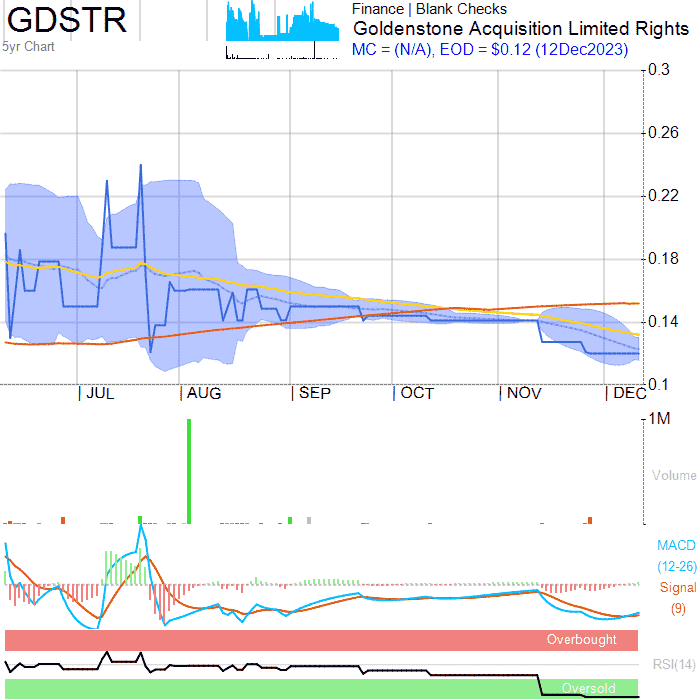 GDSTR
5yr Chart
Finance | Blank Checks
Goldenstone Acquisition Limited Rights
MC = (N/A), EOD = $0.12 (12Dec2023)
0.3
0.26
0.22
0.18
0.14
0.1
JUL AUG SEP OCT NOV DEC
1M
Volume
MACD
(12-26)
Signal
(9)
Overbought
RSI(14)
Oversold